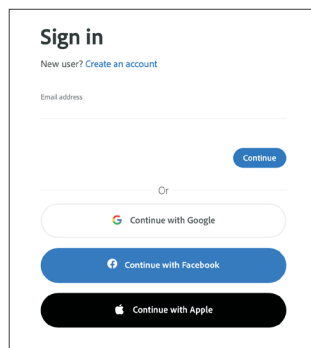 Sign in
New user? Create an account
Email address
Continue
Or
Continue with Google
Continue with Facebook
Continue with Apple